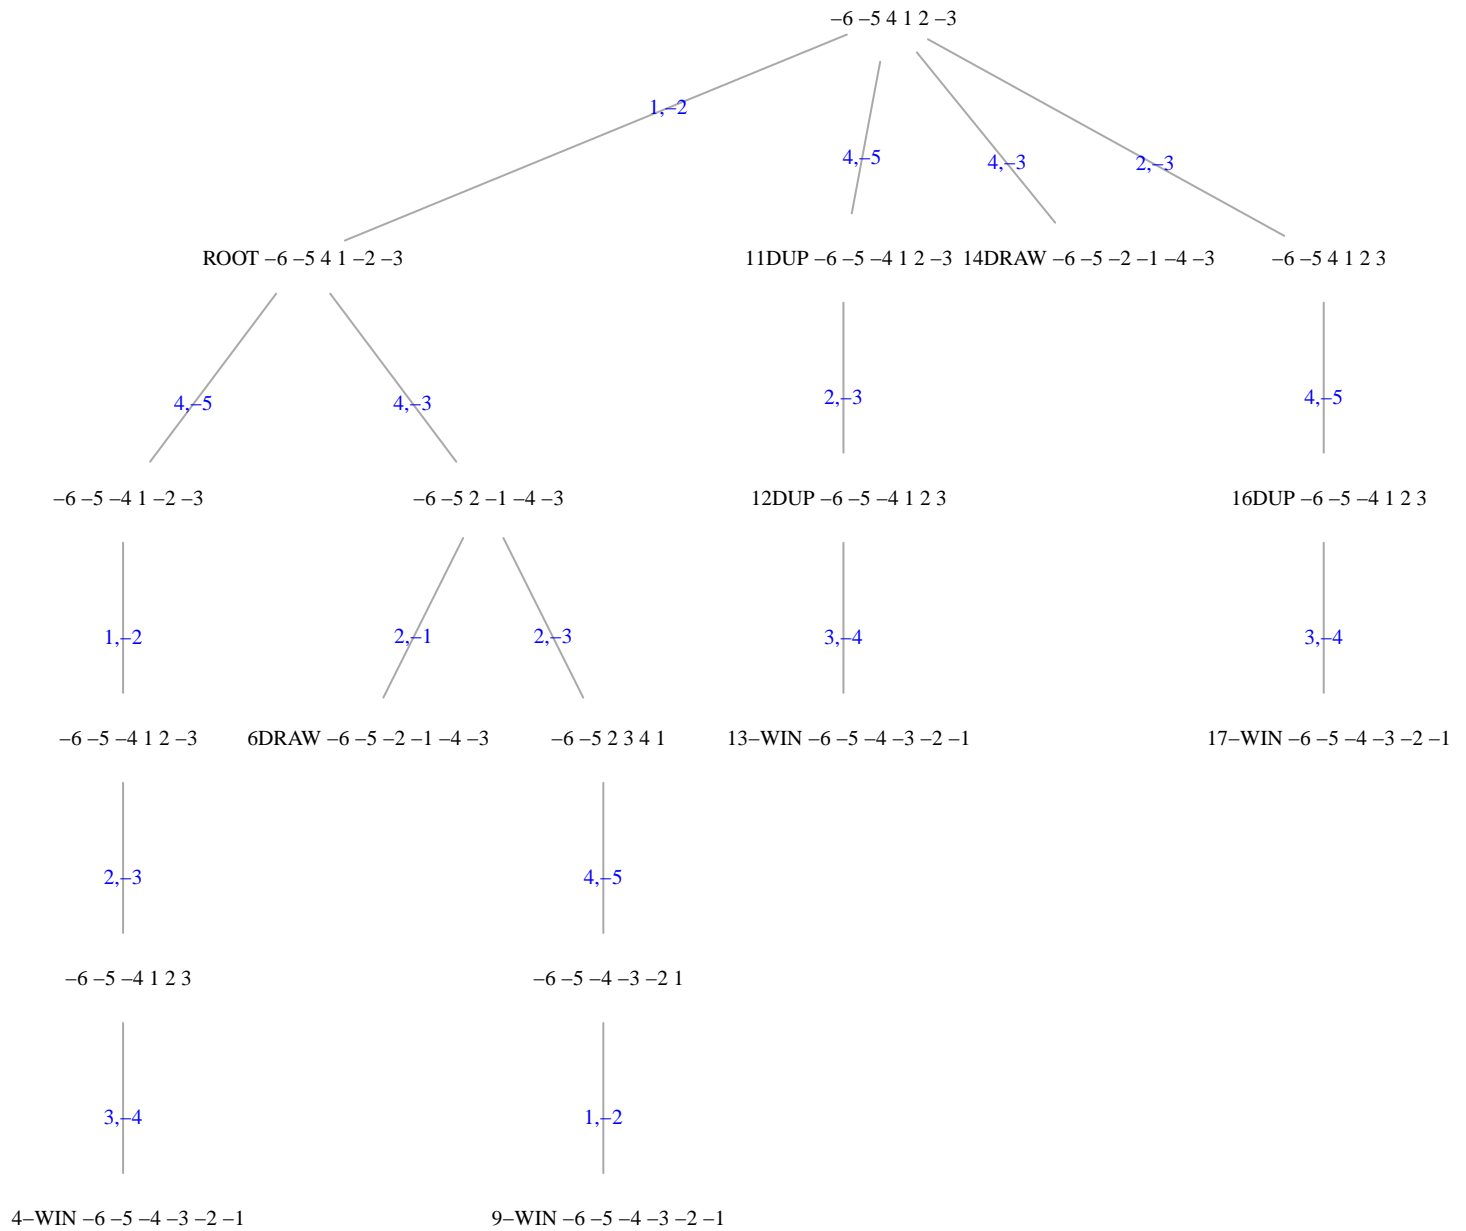 −6 −5 4 1 2 −3
1,−2
4,−5
4,−3
2,−3
ROOT −6 −5 4 1 −2 −3
11DUP −6 −5 −4 1 2 −3
14DRAW −6 −5 −2 −1 −4 −3
−6 −5 4 1 2 3
4,−5
4,−3
2,−3
4,−5
−6 −5 −4 1 −2 −3
−6 −5 2 −1 −4 −3
12DUP −6 −5 −4 1 2 3
16DUP −6 −5 −4 1 2 3
1,−2
2,−1
2,−3
3,−4
3,−4
−6 −5 −4 1 2 −3
6DRAW −6 −5 −2 −1 −4 −3
−6 −5 2 3 4 1
13−WIN −6 −5 −4 −3 −2 −1
17−WIN −6 −5 −4 −3 −2 −1
2,−3
4,−5
−6 −5 −4 1 2 3
−6 −5 −4 −3 −2 1
3,−4
1,−2
4−WIN −6 −5 −4 −3 −2 −1
9−WIN −6 −5 −4 −3 −2 −1